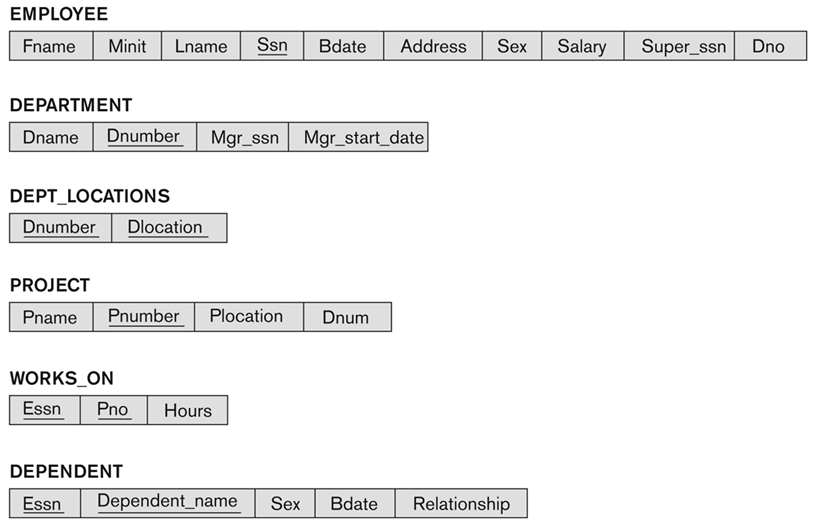 EMPLOYEE
Fname Minit Lname Ssn Bdate Address Sex Salary Super_ssn Dno
DEPARTMENT
Dname Dnumber Mgr_ssn Mgr_start_date
DEPT_LOCATIONS
Dnumber Dlocation
PROJECT
Pname Pnumber Plocation Dnum
WORKS_ON
Essn Pno Hours
DEPENDENT
Essn Dependent_name Sex Bdate Relationship